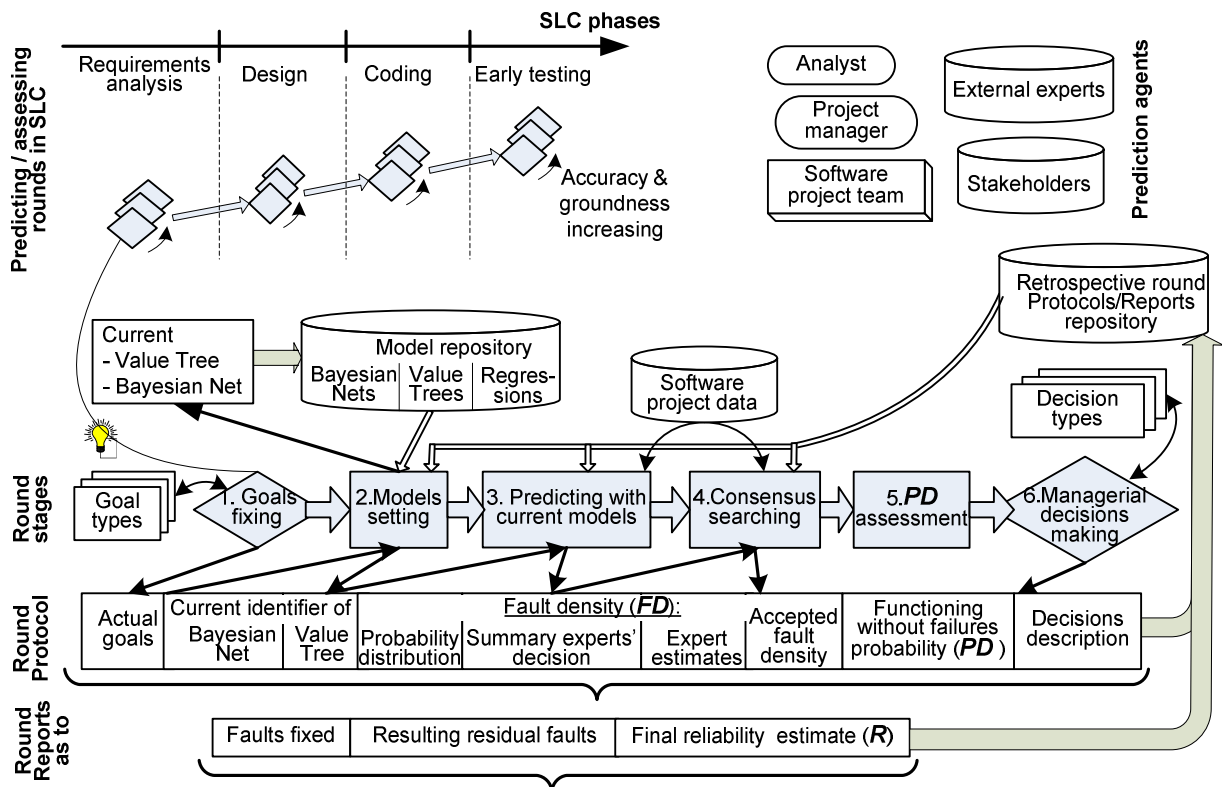 SLC phases
Predicting / assessing
rounds in SLC
Requirements
analysis
Design
Coding
Early testing
Accuracy &
groundness
increasing
Analyst
Project
manager
Software
project team
External experts
Stakeholders
Prediction agents
Retrospective round
Protocols/Reports
repository
Current
- Value Tree
- Bayesian Net
Model repository
Bayesian
Nets
Value
Trees
Regres-
sions
Software
project data
Decision
types
Round
stages
Goal
types
1. Goals
fixing
2.Models
setting
3. Predicting with
current models
4.Consensus
searching
5.PD
assessment
6.Managerial
decisions
making
Round
Protocol
Actual
goals
Current identifier of
Bayesian
Net
Value
Tree
Fault density (FD):
Probability
distribution
Summary experts'
decision
Expert
estimates
Accepted
fault
density
Functioning
without failures
probability (PD )
Decisions
description
Round
Reports
as to
Faults fixed
Resulting residual faults
Final reliability estimate (R)